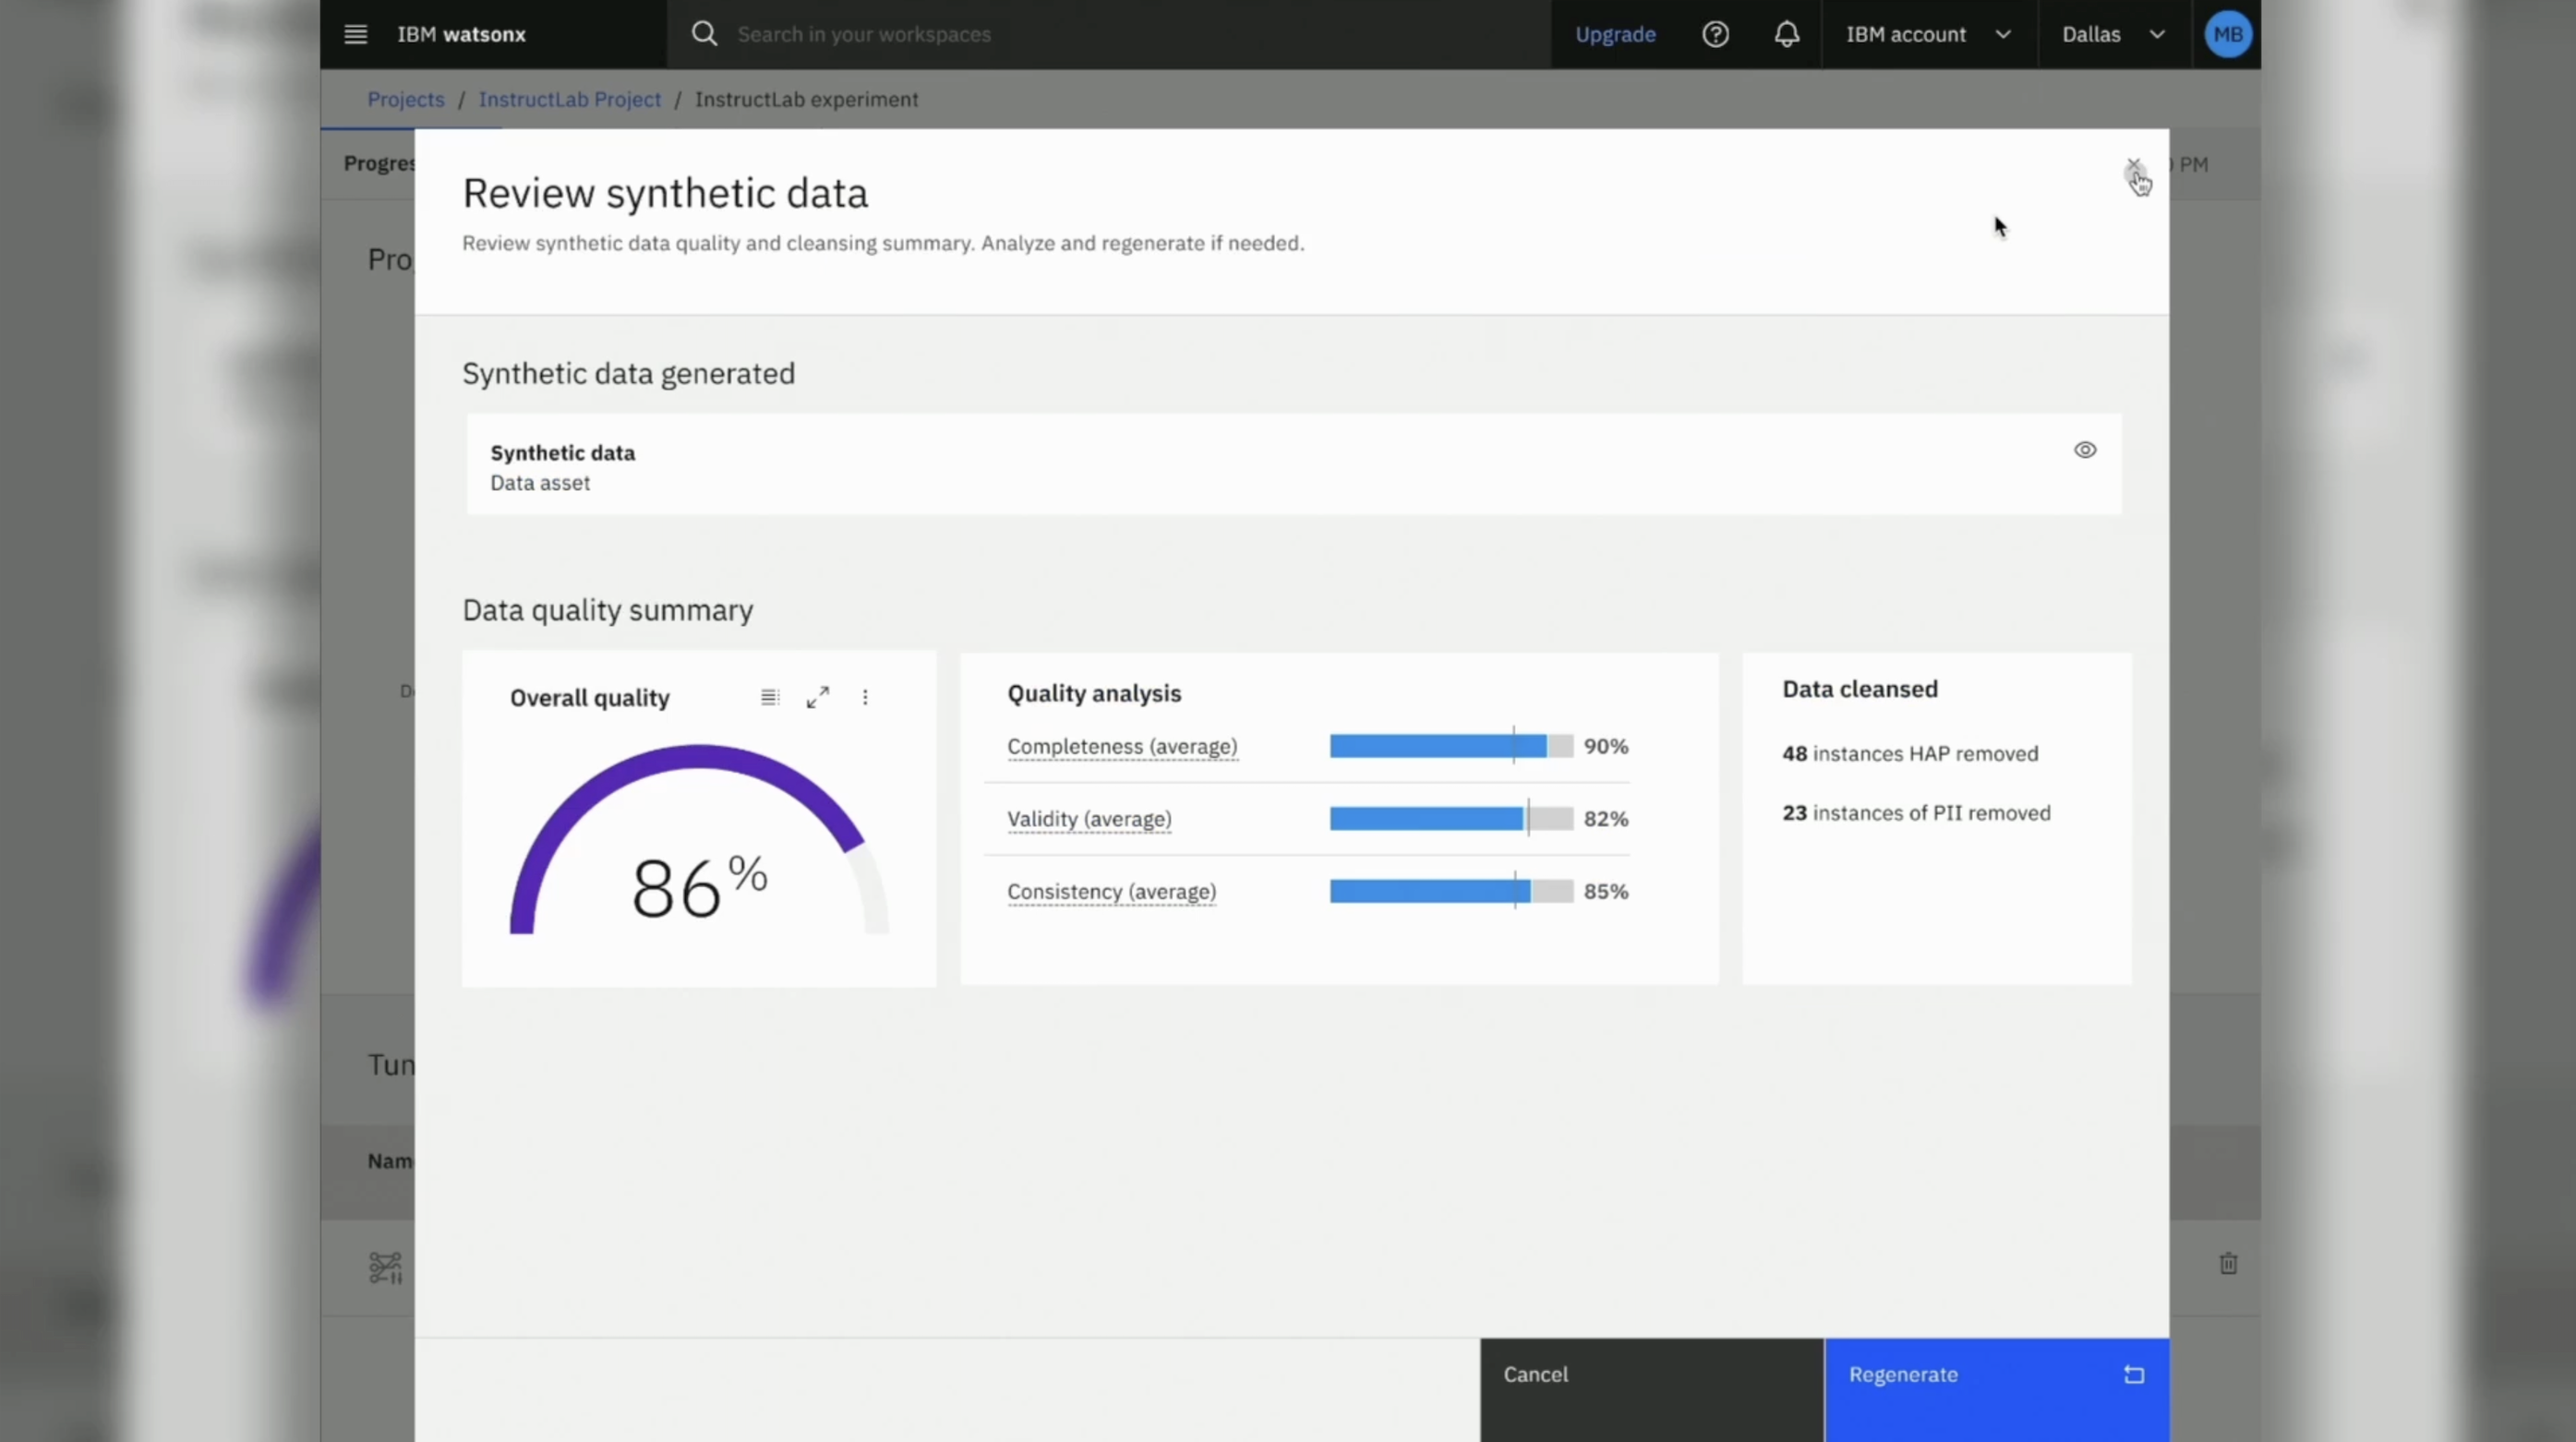 IBM watsonx
Search in your workspaces
Upgrade
IBM account
Dallas
MB
Projects / InstructLab Project / InstructLab experiment
Progres
PM
Pro
Review synthetic data
Review synthetic data quality and cleansing summary. Analyze and regenerate if needed.
Synthetic data generated
Synthetic data
Data asset
Data quality summary
Overall quality
86%
Quality analysis
Completeness (average) 90%
Validity (average) 82%
Consistency (average) 85%
Data cleansed
48 instances HAP removed
23 instances of PII removed
Tun
Nam
Cancel
Regenerate